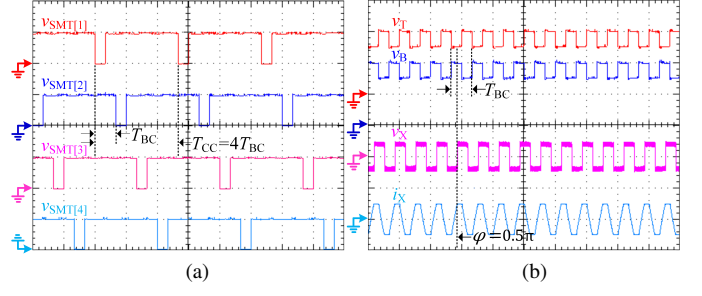 vSMT[1]
vSMT[2]
TBC
TCC=4TBC
vSMT[3]
vSMT[4]
(a)
vT
vB
TBC
vX
iX
φ=0.5π
(b)